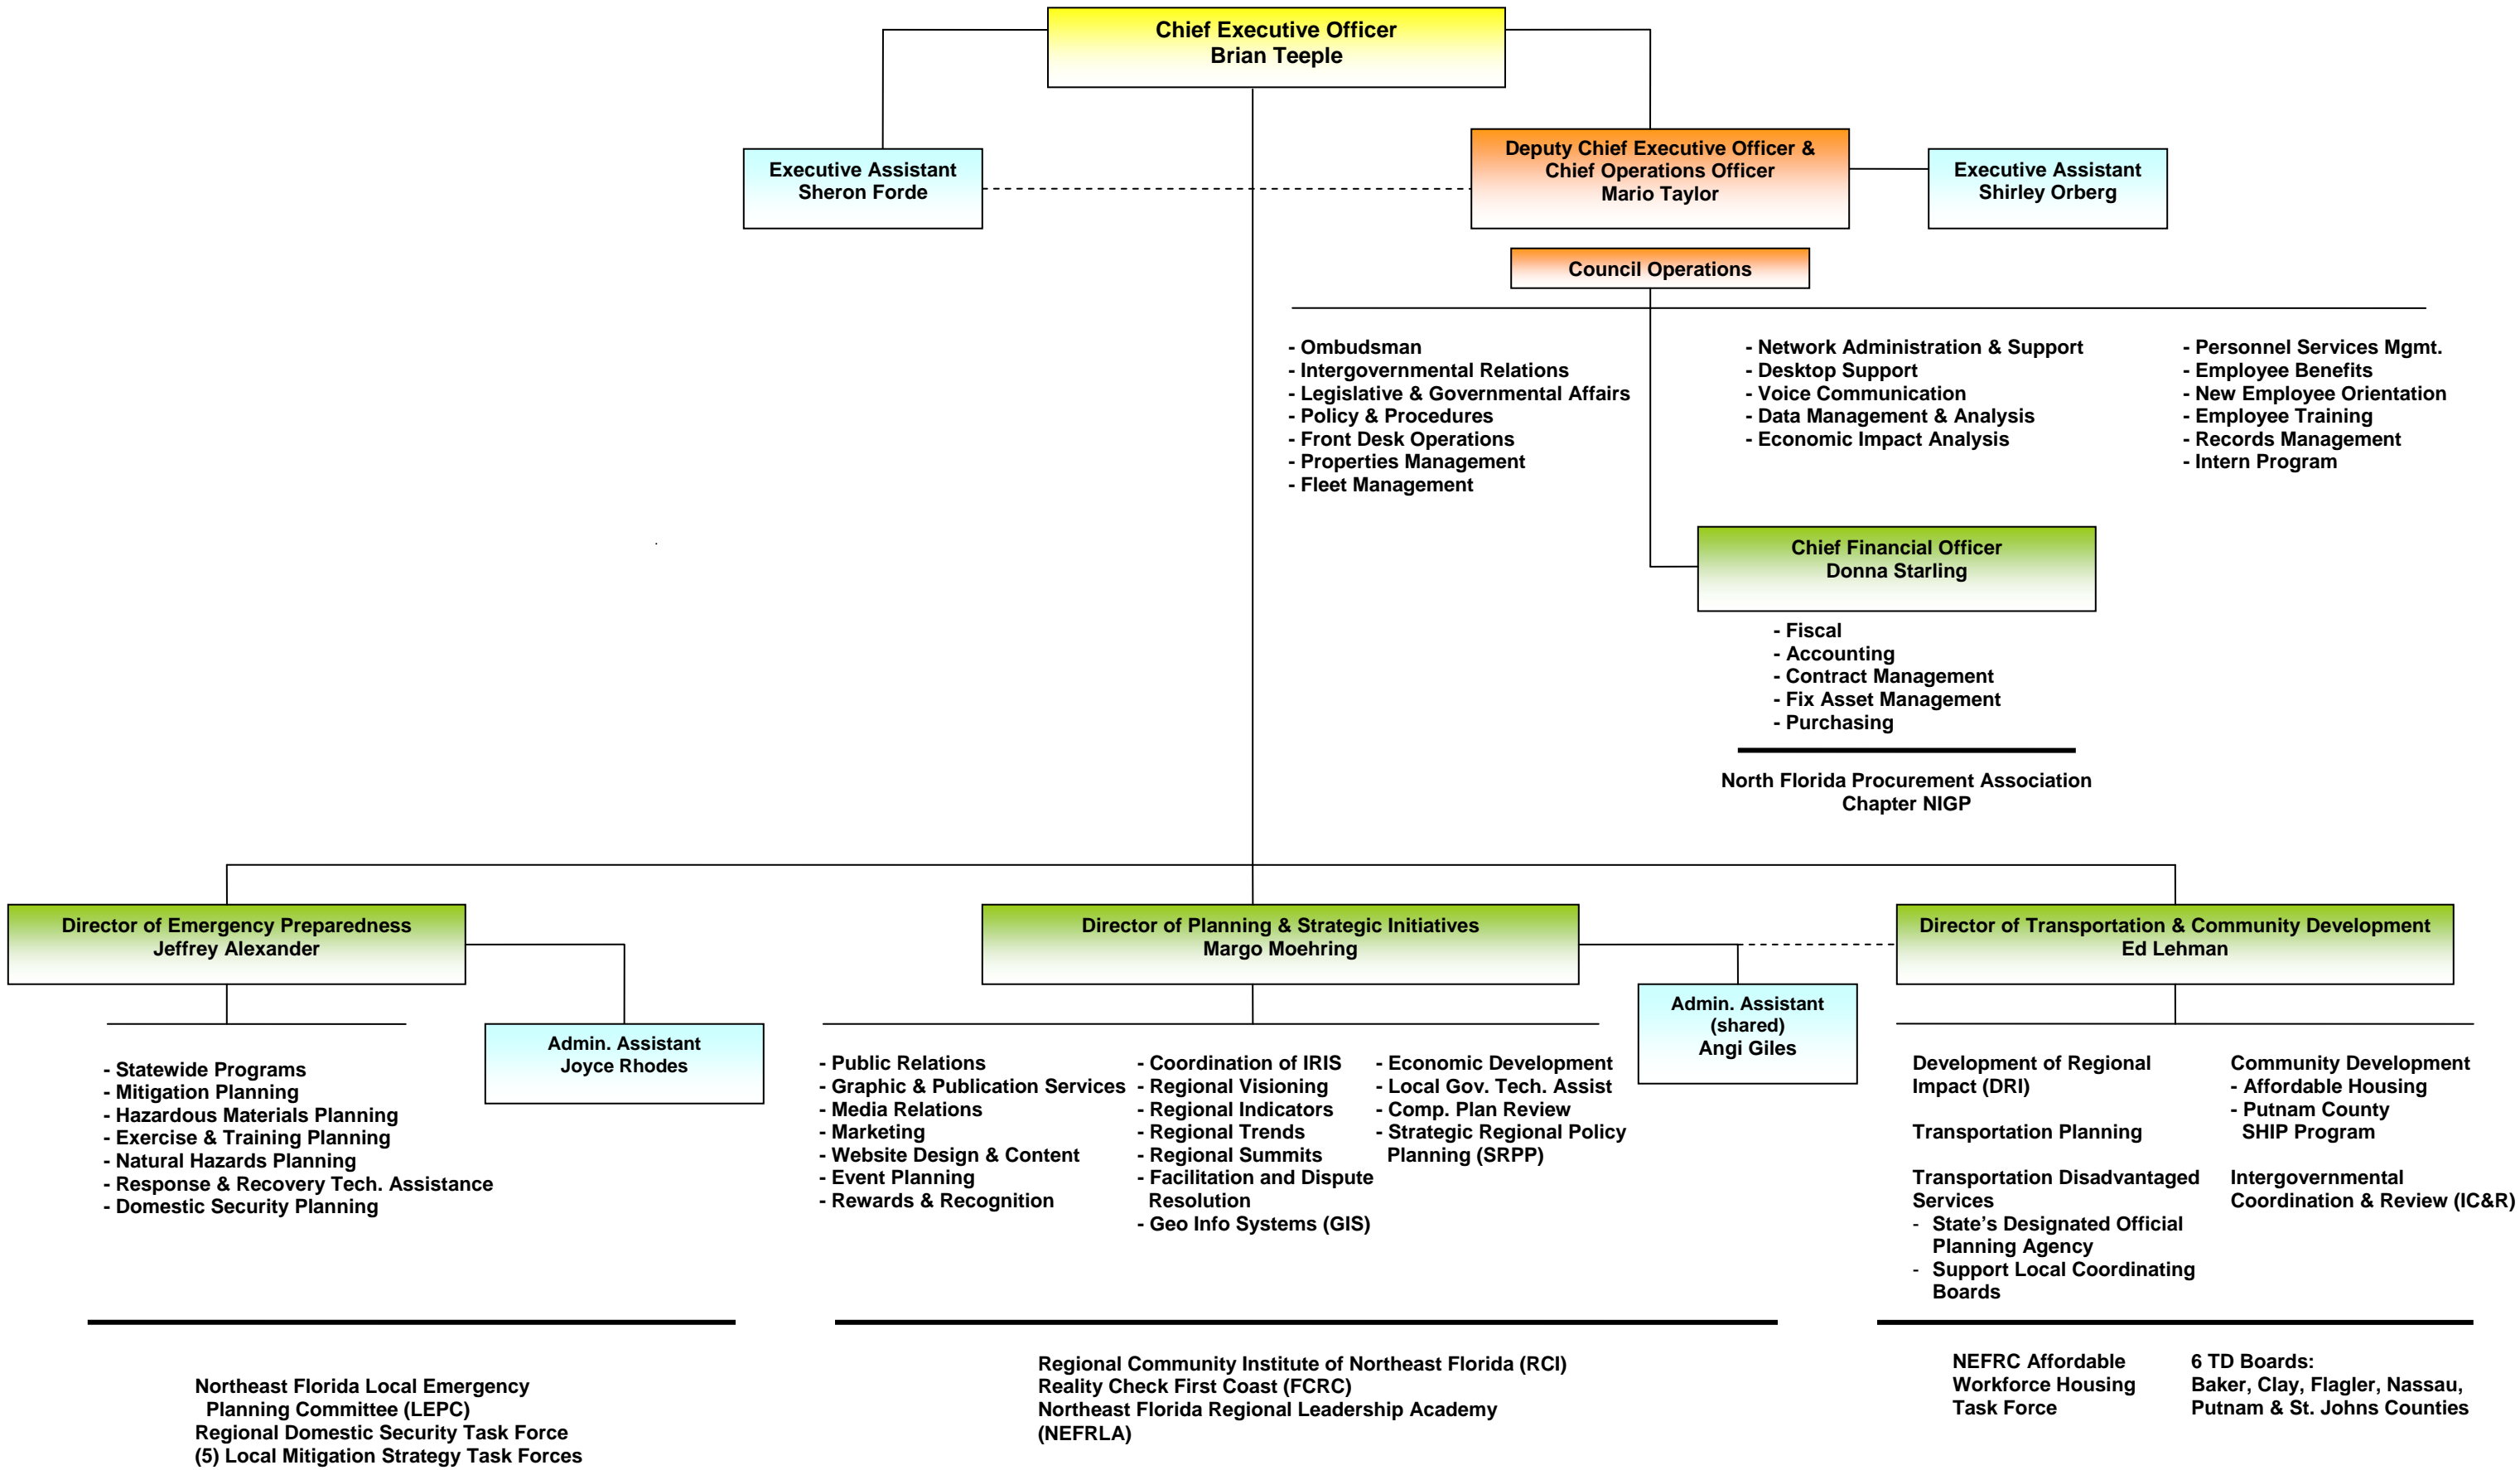 Chief Executive Officer
Brian Teeple
Executive Assistant
Sheron Forde
Deputy Chief Executive Officer &
Chief Operations Officer
Mario Taylor
Executive Assistant
Shirley Orberg
Council Operations
- Ombudsman
- Intergovernmental Relations
- Legislative & Governmental Affairs
- Policy & Procedures
- Front Desk Operations
- Properties Management
- Fleet Management
- Network Administration & Support
- Desktop Support
- Voice Communication
- Data Management & Analysis
- Economic Impact Analysis
- Personnel Services Mgmt.
- Employee Benefits
- New Employee Orientation
- Employee Training
- Records Management
- Intern Program
Chief Financial Officer
Donna Starling
- Fiscal
- Accounting
- Contract Management
- Fix Asset Management
- Purchasing
North Florida Procurement Association
Chapter NIGP
Director of Emergency Preparedness
Jeffrey Alexander
Admin. Assistant
Joyce Rhodes
- Statewide Programs
- Mitigation Planning
- Hazardous Materials Planning
- Exercise & Training Planning
- Natural Hazards Planning
- Response & Recovery Tech. Assistance
- Domestic Security Planning
Northeast Florida Local Emergency
Planning Committee (LEPC)
Regional Domestic Security Task Force
(5) Local Mitigation Strategy Task Forces
Director of Planning & Strategic Initiatives
Margo Moehring
Admin. Assistant
(shared)
Angi Giles
- Public Relations
- Graphic & Publication Services
- Media Relations
- Marketing
- Website Design & Content
- Event Planning
- Rewards & Recognition
- Coordination of IRIS
- Regional Visioning
- Regional Indicators
- Regional Trends
- Regional Summits
- Facilitation and Dispute
Resolution
- Geo Info Systems (GIS)
- Economic Development
- Local Gov. Tech. Assist
- Comp. Plan Review
- Strategic Regional Policy
Planning (SRPP)
Regional Community Institute of Northeast Florida (RCI)
Reality Check First Coast (FCRC)
Northeast Florida Regional Leadership Academy
(NEFRLA)
Director of Transportation & Community Development
Ed Lehman
Development of Regional
Impact (DRI)
Transportation Planning
Transportation Disadvantaged
Services
- State’s Designated Official
Planning Agency
- Support Local Coordinating
Boards
Community Development
- Affordable Housing
- Putnam County
SHIP Program
Intergovernmental
Coordination & Review (IC&R)
NEFRC Affordable
Workforce Housing
Task Force
6 TD Boards:
Baker, Clay, Flagler, Nassau,
Putnam & St. Johns Counties